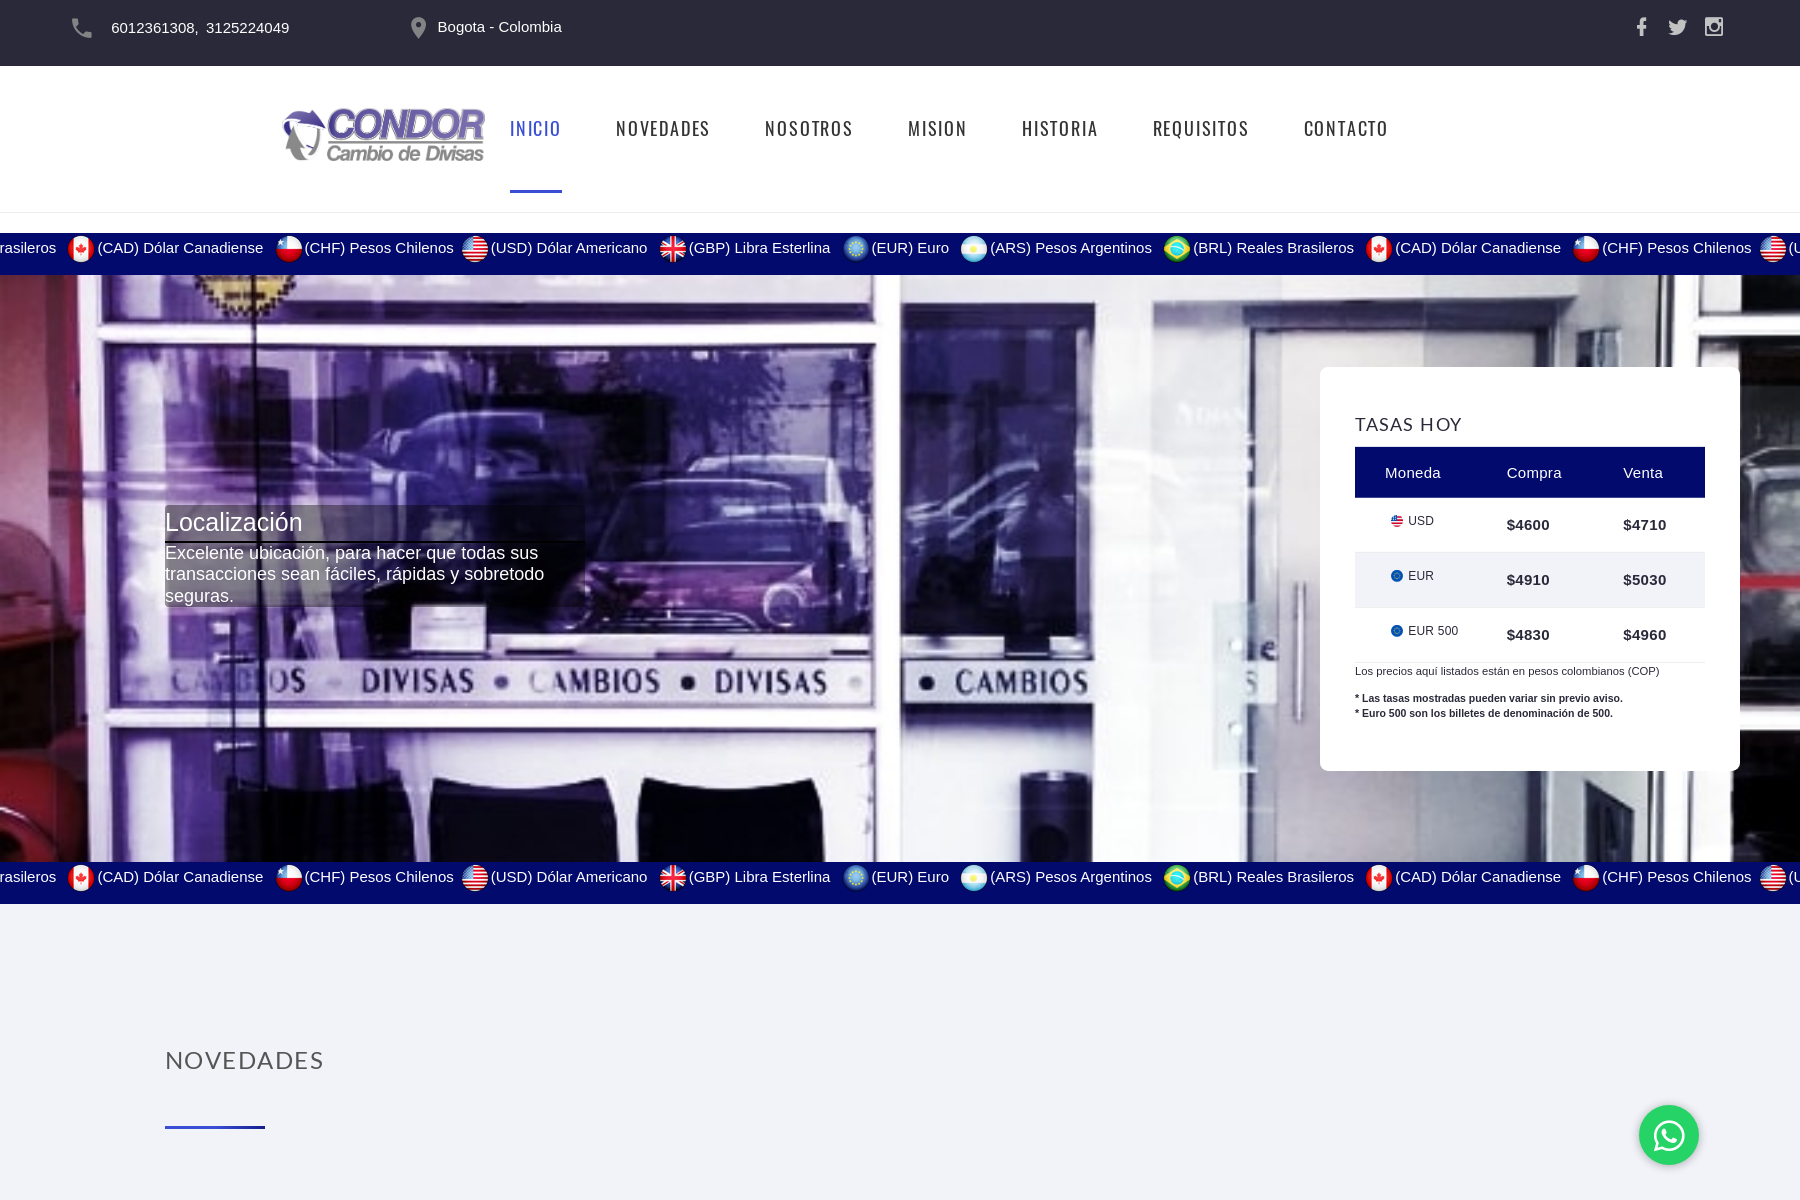 6012361308, 3125224049
Bogota - Colombia
CONDOR
Cambio de Divisas
INICIO
NOVEDADES
NOSOTROS
MISION
HISTORIA
REQUISITOS
CONTACTO
rasileros (CAD) Dólar Canadiense (CHF) Pesos Chilenos (USD) Dólar Americano (GBP) Libra Esterlina (EUR) Euro (ARS) Pesos Argentinos (BRL) Reales Brasileros (CAD) Dólar Canadiense (CHF) Pesos Chilenos (U
Localización
Excelente ubicación, para hacer que todas sus
transacciones sean fáciles, rápidas y sobretodo
seguras.
CAMBIOS DIVISAS • CAMBIOS • DIVISAS • • CAMBIOS
TASAS HOY
Moneda Compra Venta
USD $4600 $4710
EUR $4910 $5030
EUR 500 $4830 $4960
Los precios aquí listados están en pesos colombianos (COP)
* Las tasas mostradas pueden variar sin previo aviso.
* Euro 500 son los billetes de denominación de 500.
rasileros (CAD) Dólar Canadiense (CHF) Pesos Chilenos (USD) Dólar Americano (GBP) Libra Esterlina (EUR) Euro (ARS) Pesos Argentinos (BRL) Reales Brasileros (CAD) Dólar Canadiense (CHF) Pesos Chilenos (U
NOVEDADES